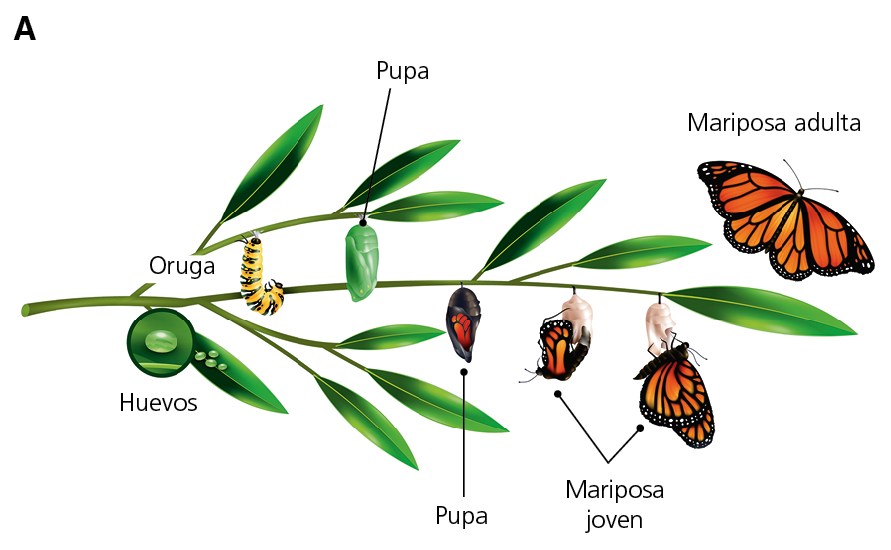 A
Pupa
Mariposa adulta
Oruga
Huevos
Mariposa
joven
Pupa